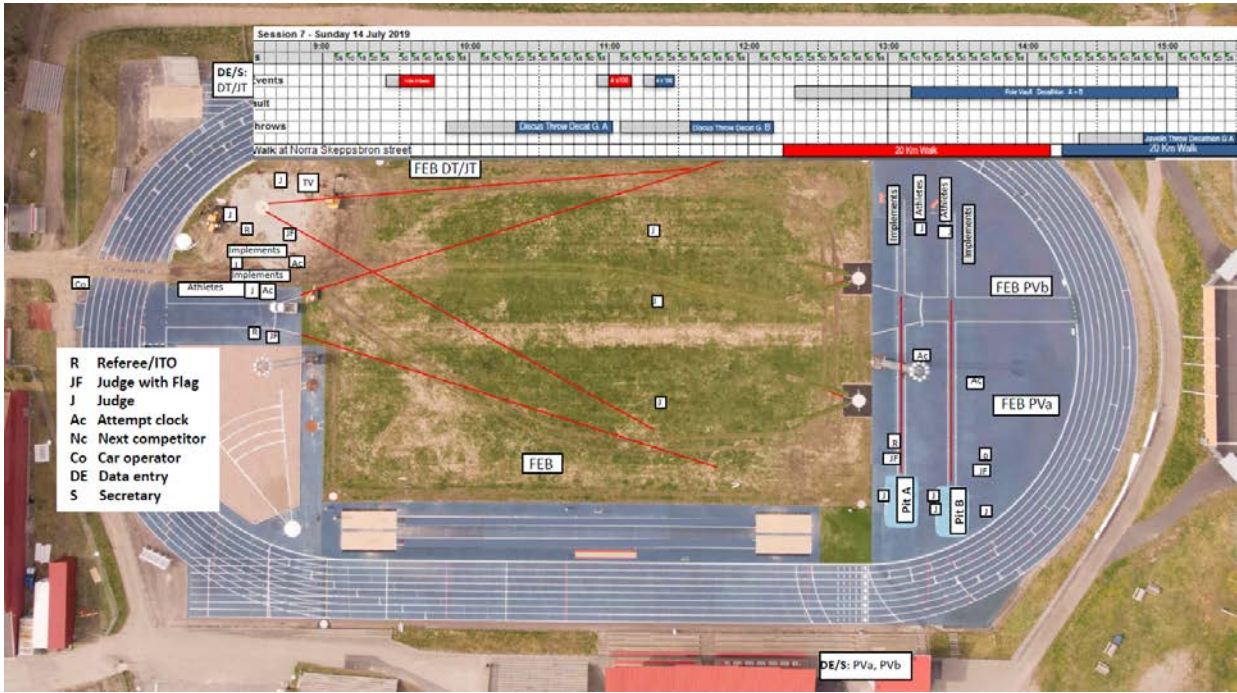 Session 7 - Sunday 14 July 2019
9:00 10:00 11:00 12:00 13:00 14:00 15:00
DE/S:
DT/JT
vents
4 x100
Pole Vault Decathlon A + B
ault
hrows
Discus Throw Decat G. A
Discus Throw Decat G. B
Javelin Throw Decathlon G A
Walk at Norra Skeppsbron street
20 Km Walk
20 Km Walk
FEB DT/JT
J
TV
J
R
JF
Implements
J
Ac
Implements
Athletes
J
Ac
Co
R
JF
J
J
J
FEB
Implements
Athletes
J
Athletes
J
Implements
FEB PVb
Ac
Ac
FEB PVa
R
JF
J
Pit A
J
J
Pit B
JF
J
R Referee/ITO
JF Judge with Flag
J Judge
Ac Attempt clock
Nc Next competitor
Co Car operator
DE Data entry
S Secretary
DE/S: PVa, PVb